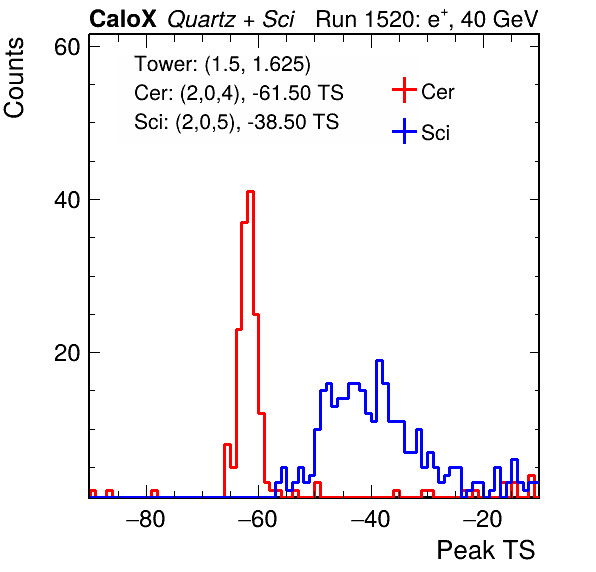 CaloX Quartz + Sci Run 1520: e⁺, 40 GeV
Counts
60
40
20
Tower: (1.5, 1.625)
Cer: (2,0,4), -61.50 TS
Sci: (2,0,5), -38.50 TS
Cer
Sci
−80 −60 −40 −20
Peak TS